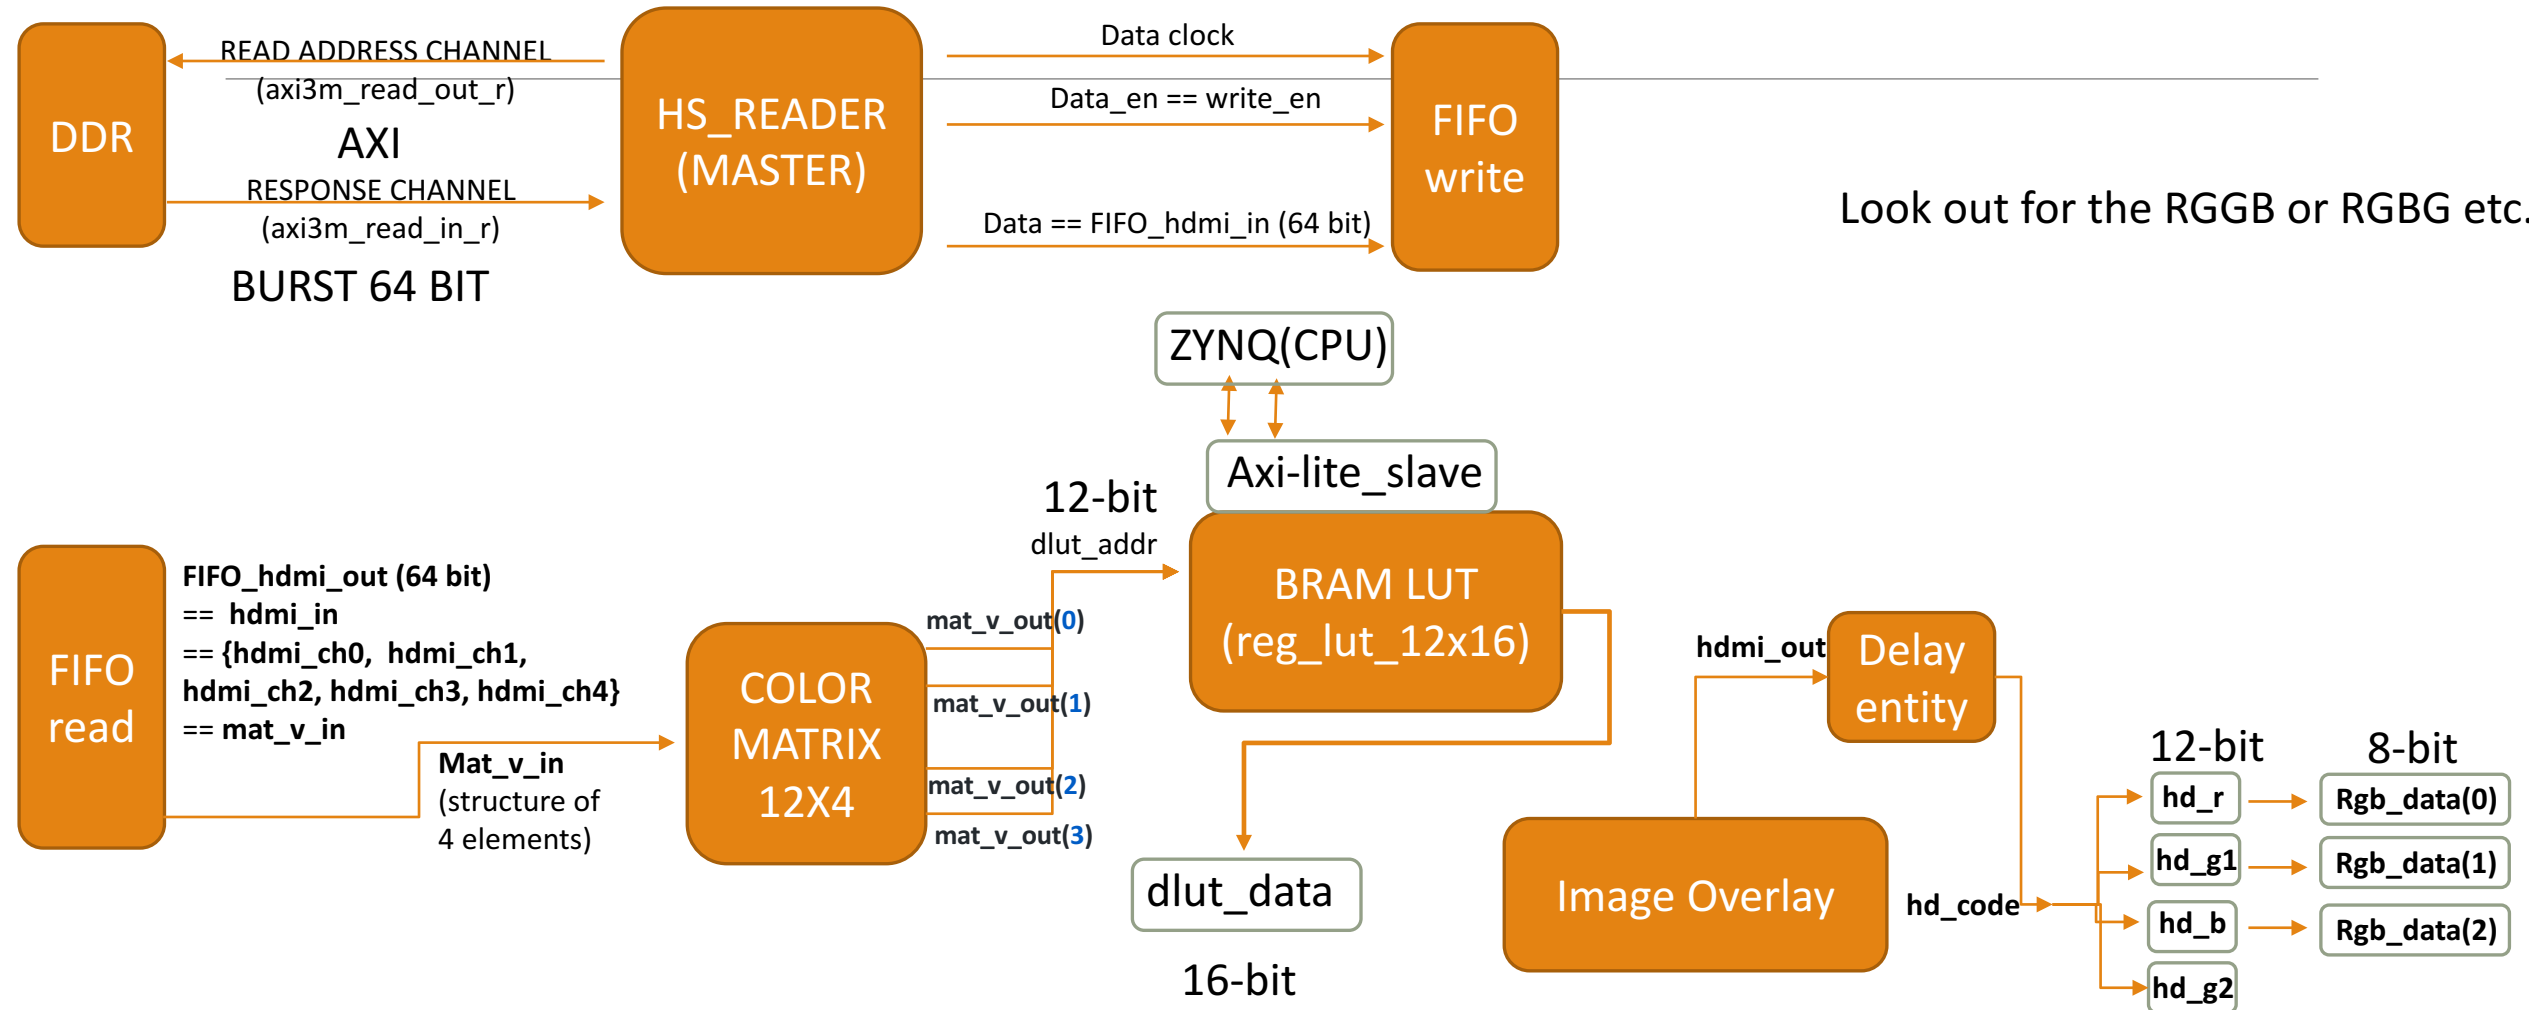 DDR
READ ADDRESS CHANNEL
(axi3m_read_out_r)
AXI
RESPONSE CHANNEL
(axi3m_read_in_r)
BURST 64 BIT
HS_READER
(MASTER)
Data clock
Data_en == write_en
Data == FIFO_hdmi_in (64 bit)
FIFO
write
Look out for the RGGB or RGBG etc.
ZYNQ(CPU)
Axi-lite_slave
12-bit
dlut_addr
BRAM LUT
(reg_lut_12x16)
FIFO
read
FIFO_hdmi_out (64 bit)
== hdmi_in
== {hdmi_ch0, hdmi_ch1,
hdmi_ch2, hdmi_ch3, hdmi_ch4}
== mat_v_in
Mat_v_in
(structure of
4 elements)
COLOR
MATRIX
12X4
mat_v_out(0)
mat_v_out(1)
mat_v_out(2)
mat_v_out(3)
dlut_data
16-bit
hdmi_out
Delay
entity
Image Overlay
hd_code
12-bit
8-bit
hd_r
Rgb_data(0)
hd_g1
Rgb_data(1)
hd_b
Rgb_data(2)
hd_g2